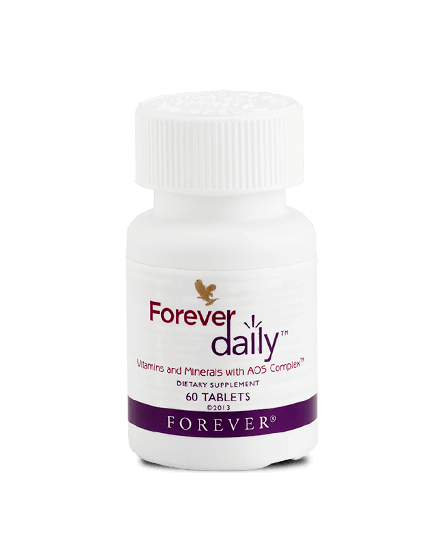 Forever
daily™
Vitamins and Minerals with AOS Complex™
DIETARY SUPPLEMENT
60 TABLETS
©2013
FOREVER®